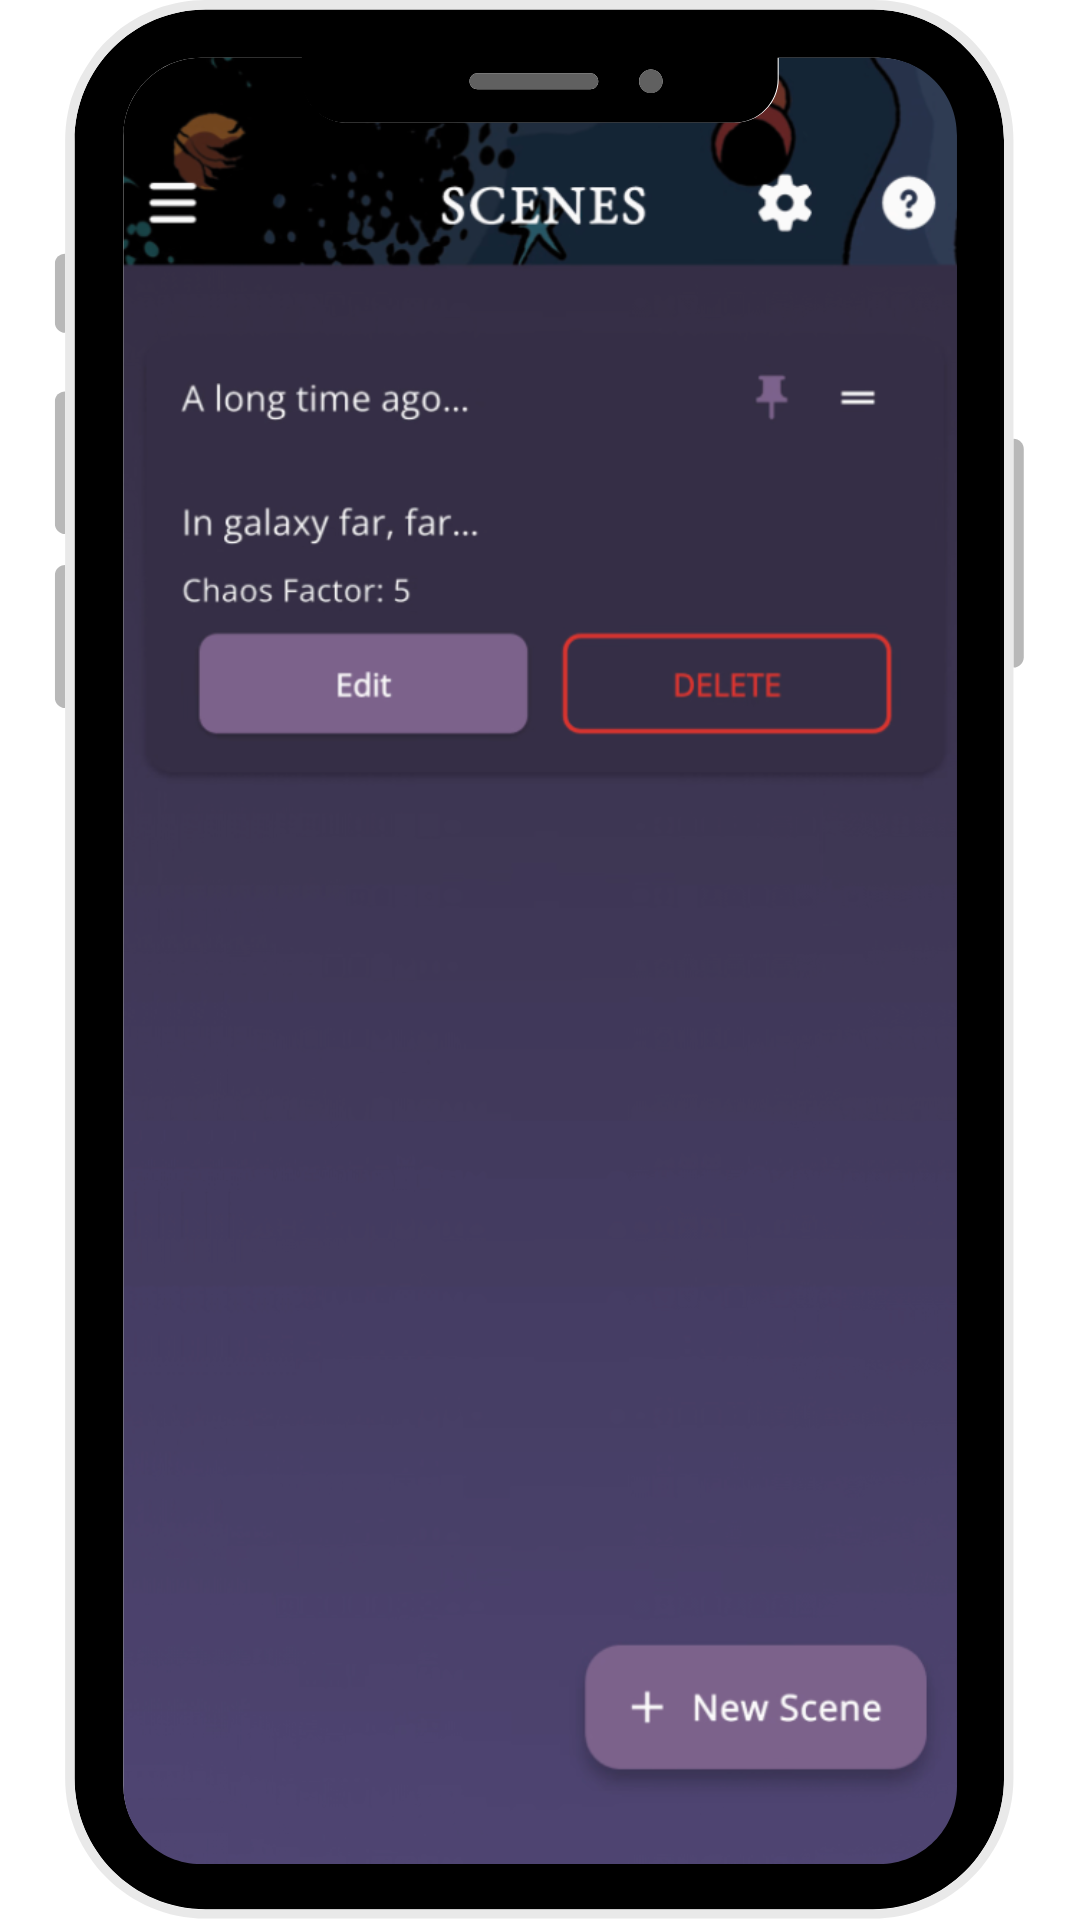 SCENES
A long time ago...
In galaxy far, far...
Chaos Factor: 5
Edit
DELETE
+ New Scene